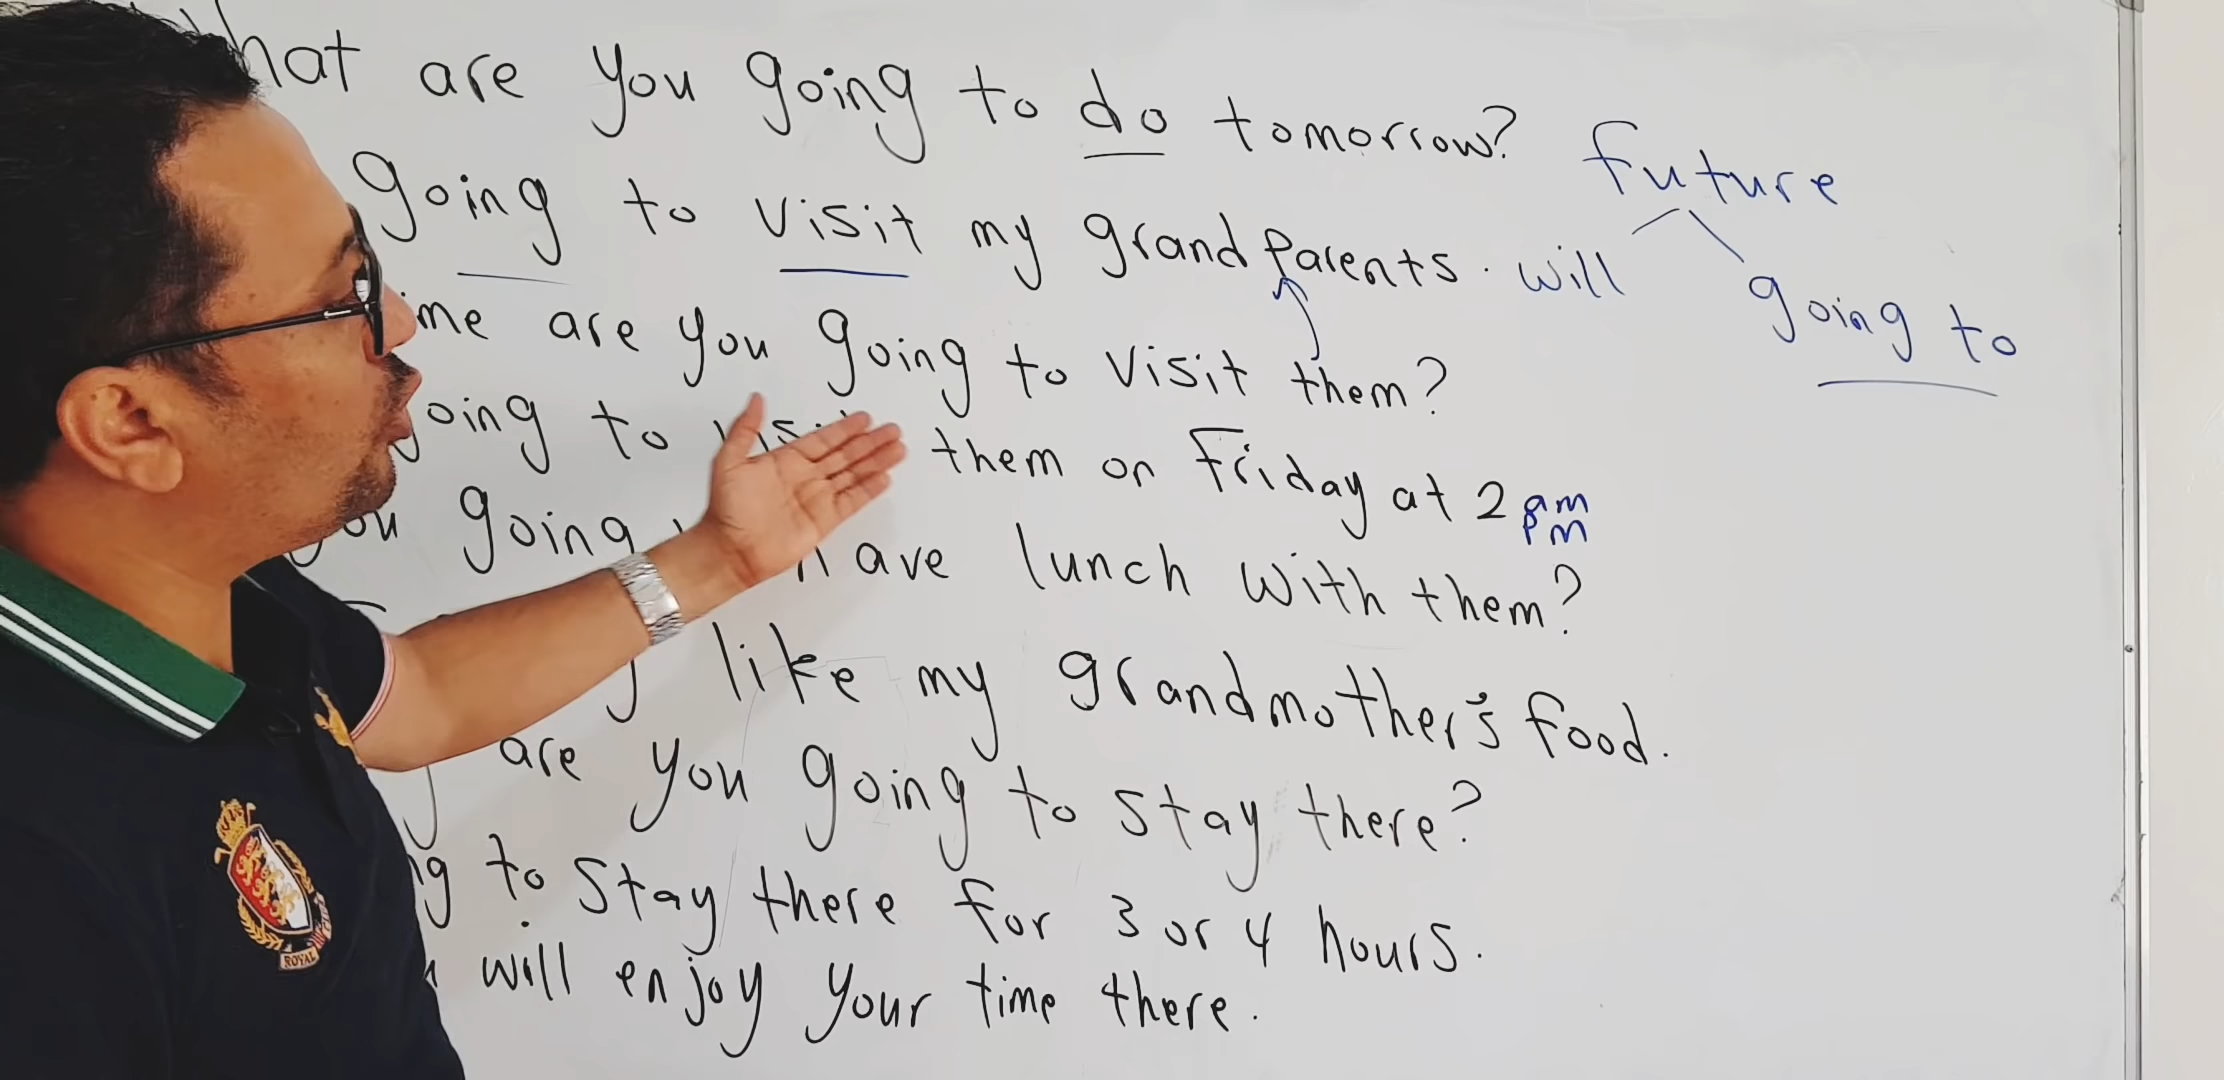 hat are you going to do tomorrow?
going to visit my grandparents.
me are you going to visit them?
oing to them on Friday at 2 am pm
ou going have lunch with them?
like my grandmother's food.
are you going to stay there?
g to stay there for 3 or 4 hours.
will enjoy your time there.
future
will
going to
ROYAL